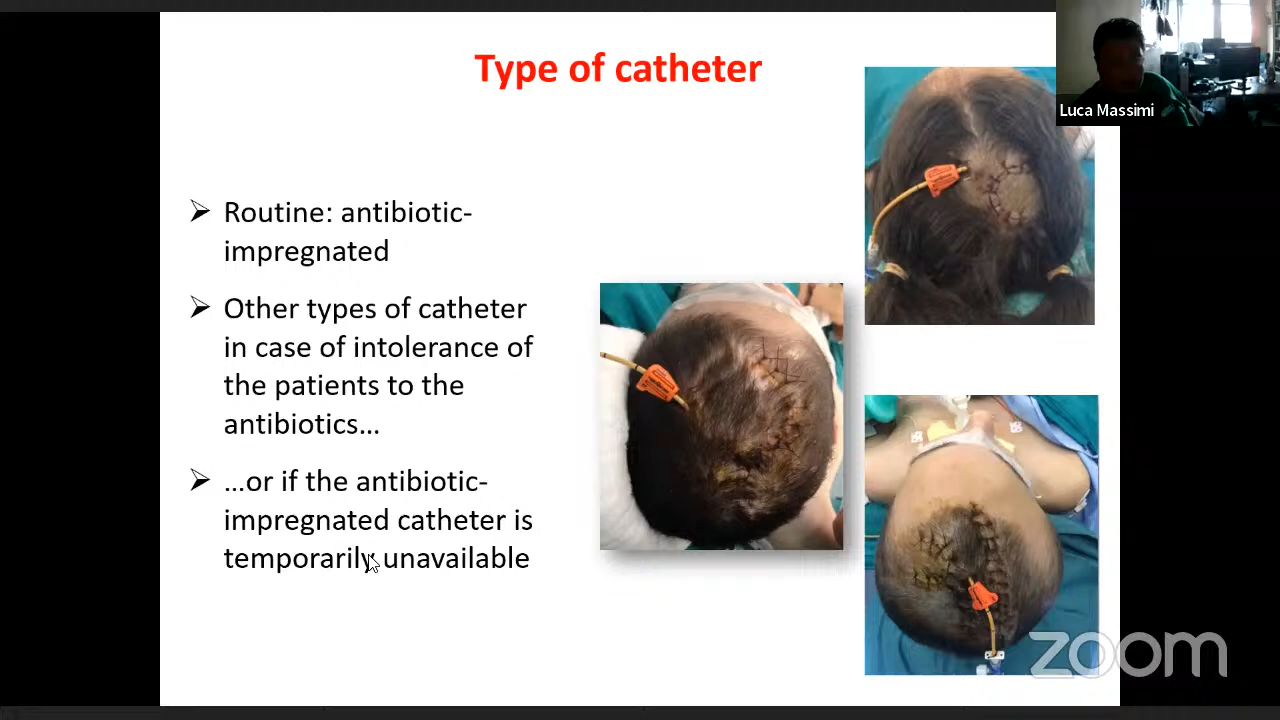 Type of catheter
Luca Massimi
➢ Routine: antibiotic-
impregnated
➢ Other types of catheter
in case of intolerance of
the patients to the
antibiotics…
➢ …or if the antibiotic-
impregnated catheter is
temporarily unavailable
zoom